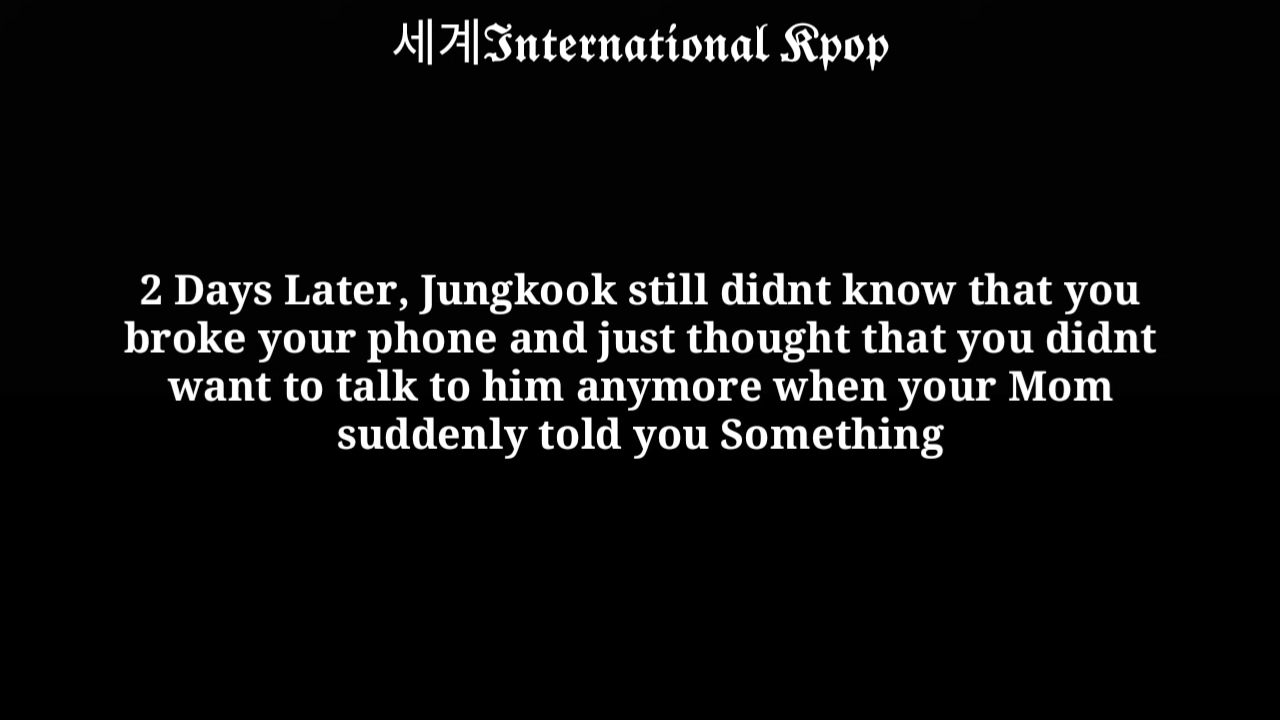 세계International Kpop
2 Days Later, Jungkook still didnt know that you
broke your phone and just thought that you didnt
want to talk to him anymore when your Mom
suddenly told you Something